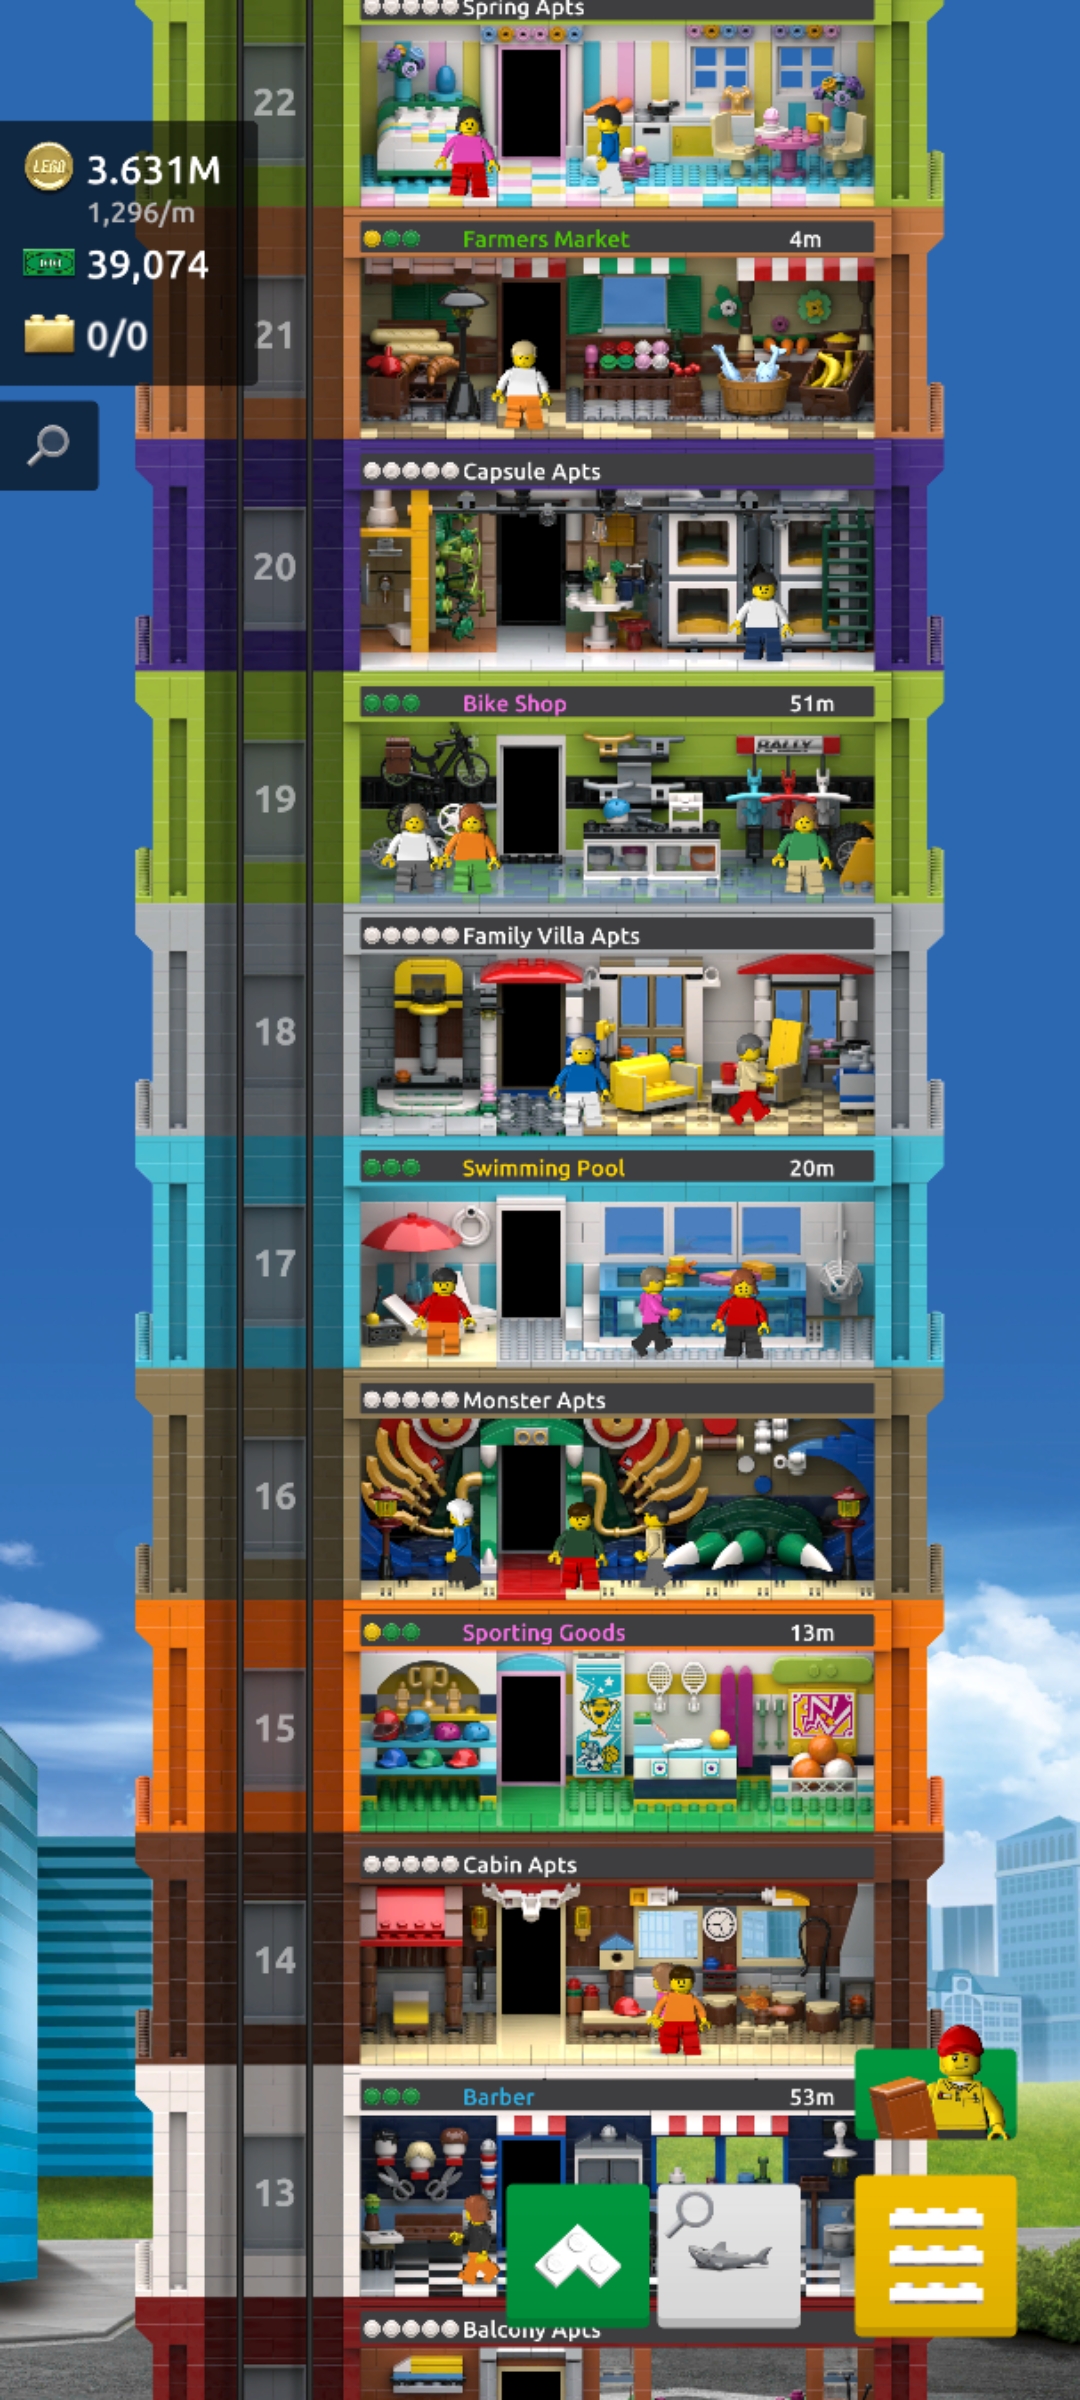 Spring Apts
22
LEGO
3.631M
1,296/m
39,074
0/0
Farmers Market 4m
21
Capsule Apts
20
Bike Shop 51m
RALLY
19
Family Villa Apts
18
Swimming Pool 20m
17
Monster Apts
16
Sporting Goods 13m
15
Cabin Apts
14
Barber 53m
13
Balcony Apts